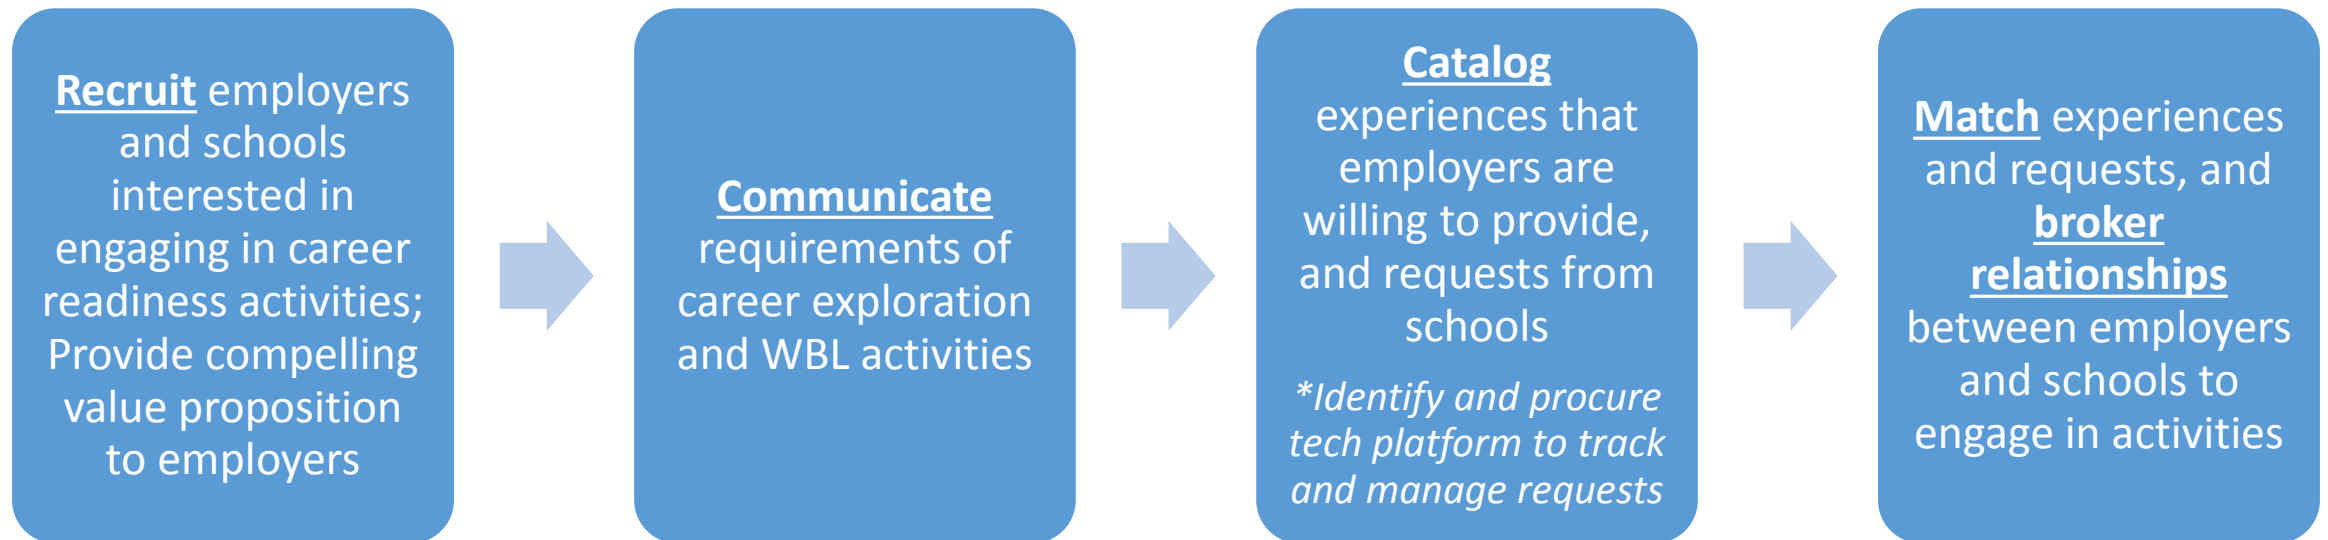 Recruit employers
and schools
interested in
engaging in career
readiness activities;
Provide compelling
value proposition
to employers
Communicate
requirements of
career exploration
and WBL activities
Catalog
experiences that
employers are
willing to provide,
and requests from
schools
*Identify and procure
tech platform to track
and manage requests
Match experiences
and requests, and
broker
relationships
between employers
and schools to
engage in activities